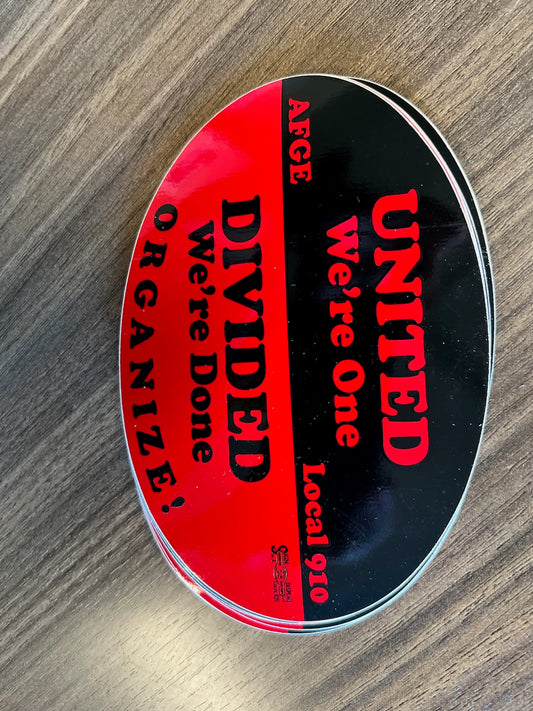 UNITED
We're One
AFGE Local 910
DIVIDED
We're Done
ORGANIZE!